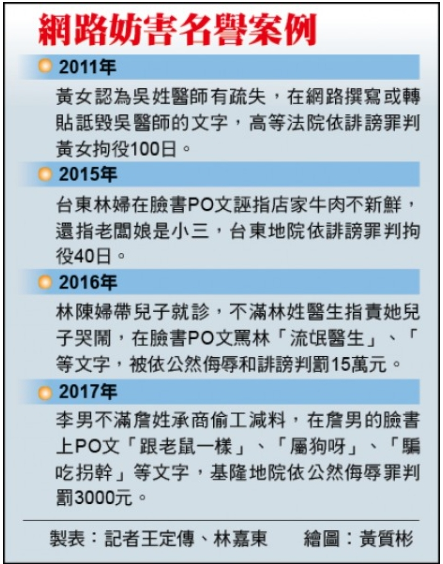 網路妨害名譽案例
2011年
黃女認為吳姓醫師有疏失，在網路撰寫或轉
貼詆毀吳醫師的文字，高等法院依誹謗罪判
黃女拘役100日。
2015年
台東林婦在臉書PO文誣指店家牛肉不新鮮，
還指老闆娘是小三，台東地院依誹謗罪判拘
役40日。
2016年
林陳婦帶兒子就診，不滿林姓醫生指責她兒
子哭鬧，在臉書PO文罵林「流氓醫生」、「
等文字，被依公然侮辱和誹謗判罰15萬元。
2017年
李男不滿詹姓承商偷工減料，在詹男的臉書
上PO文「跟老鼠一樣」、「屬狗呀」、「騙
吃拐幹」等文字，基隆地院依公然侮辱罪判
罰3000元。
製表：記者王定傳、林嘉東　繪圖：黃質彬